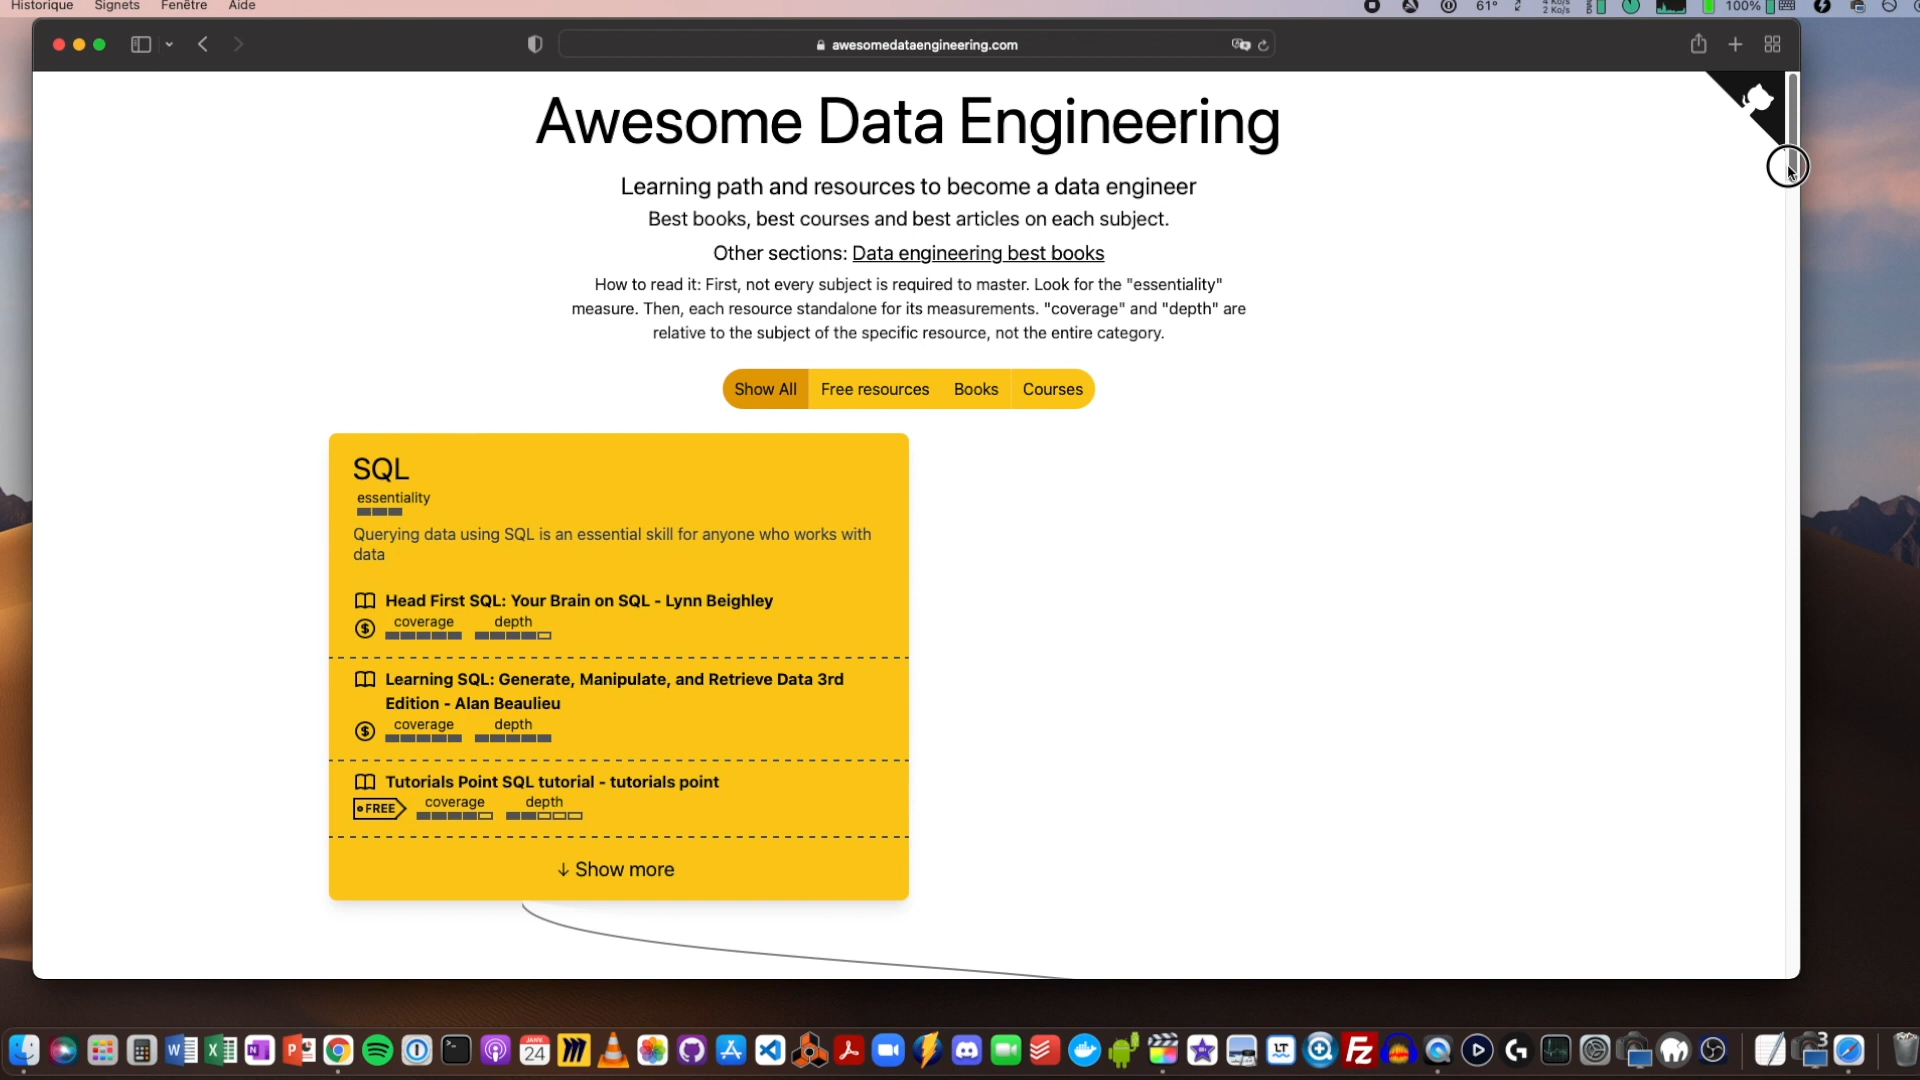 Historique Signets Fenêtre Aide
61° 2 Ko/s 100%
awesomedataengineering.com
Awesome Data Engineering
Learning path and resources to become a data engineer
Best books, best courses and best articles on each subject.
Other sections: Data engineering best books
How to read it: First, not every subject is required to master. Look for the "essentiality"
measure. Then, each resource standalone for its measurements. "coverage" and "depth" are
relative to the subject of the specific resource, not the entire category.
Show All Free resources Books Courses
SQL
essentiality
Querying data using SQL is an essential skill for anyone who works with
data
Head First SQL: Your Brain on SQL - Lynn Beighley
coverage depth
$
Learning SQL: Generate, Manipulate, and Retrieve Data 3rd
Edition - Alan Beaulieu
coverage depth
$
Tutorials Point SQL tutorial - tutorials point
FREE coverage depth
↓ Show more
JANV.
24
LT
3